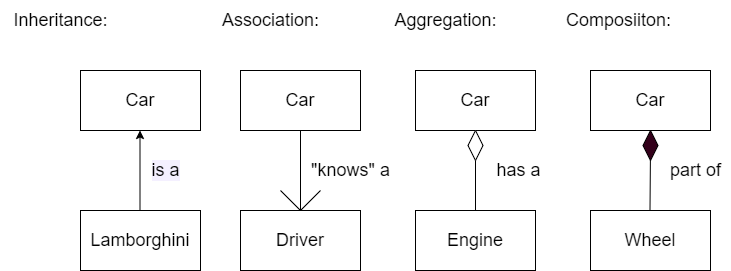 Inheritance:
Association:
Aggregation:
Composiiton:
Car
Car
Car
Car
is a
"knows" a
has a
part of
Lamborghini
Driver
Engine
Wheel